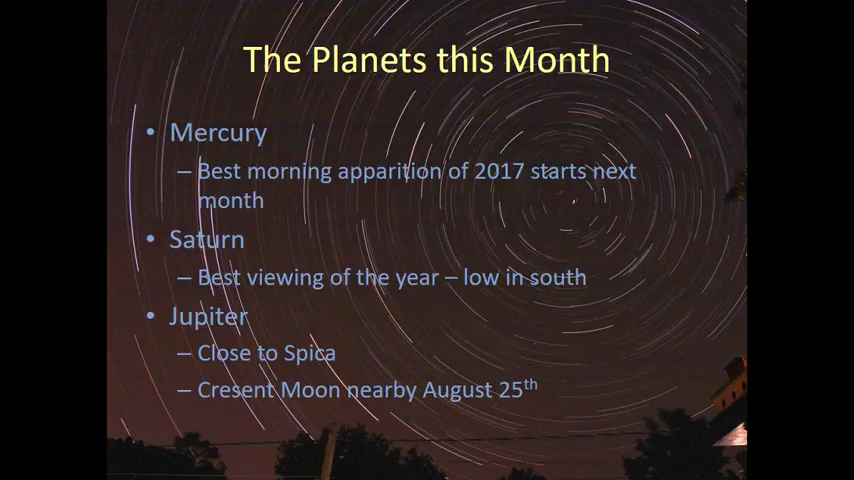 The Planets this Month
• Mercury
– Best morning apparition of 2017 starts next
month
• Saturn
– Best viewing of the year – low in south
• Jupiter
– Close to Spica
– Cresent Moon nearby August 25th